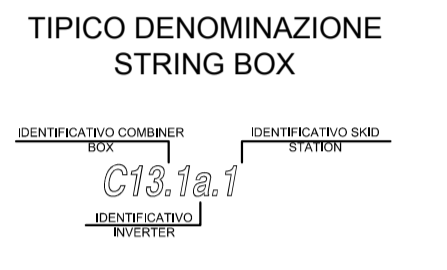 TIPICO DENOMINAZIONE
STRING BOX
IDENTIFICATIVO COMBINER
BOX
IDENTIFICATIVO SKID
STATION
C13.1a.1
IDENTIFICATIVO
INVERTER